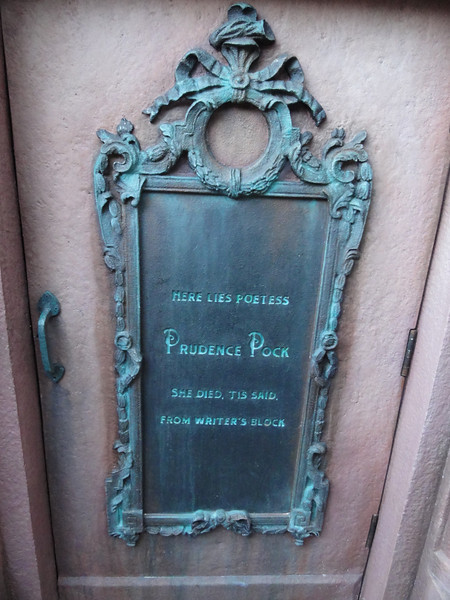 HERE LIES POETESS
PRUDENCE POCK
SHE DIED, 'TIS SAID,
FROM WRITER'S BLOCK